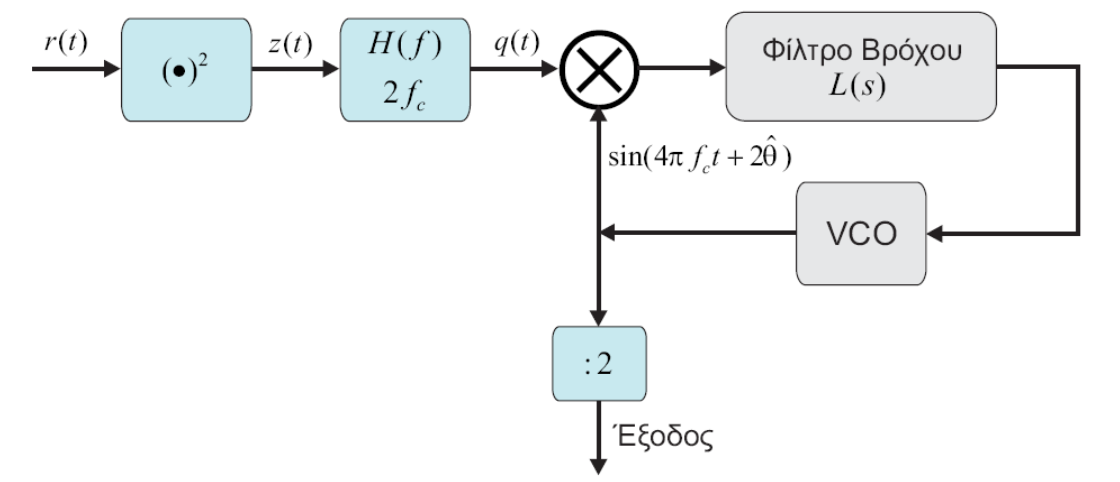 r(t)
(•)²
z(t)
H(f)
2f_c
q(t)
Φίλτρο Βρόχου
L(s)
sin(4π f_c t + 2θ̂)
VCO
:2
Έξοδος